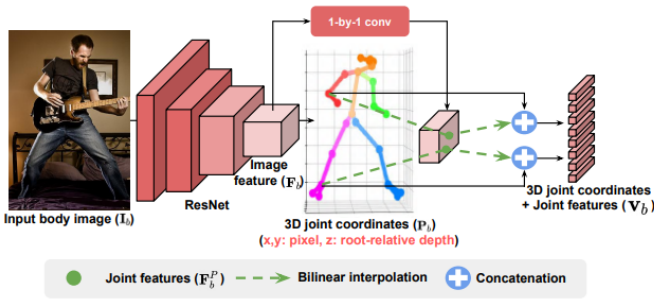 1-by-1 conv
Image
feature (F_b)
ResNet
Input body image (I_b)
3D joint coordinates (P_b)
(x,y: pixel, z: root-relative depth)
3D joint coordinates
+ Joint features (V_b)
Joint features (F_b^P)
Bilinear interpolation
Concatenation